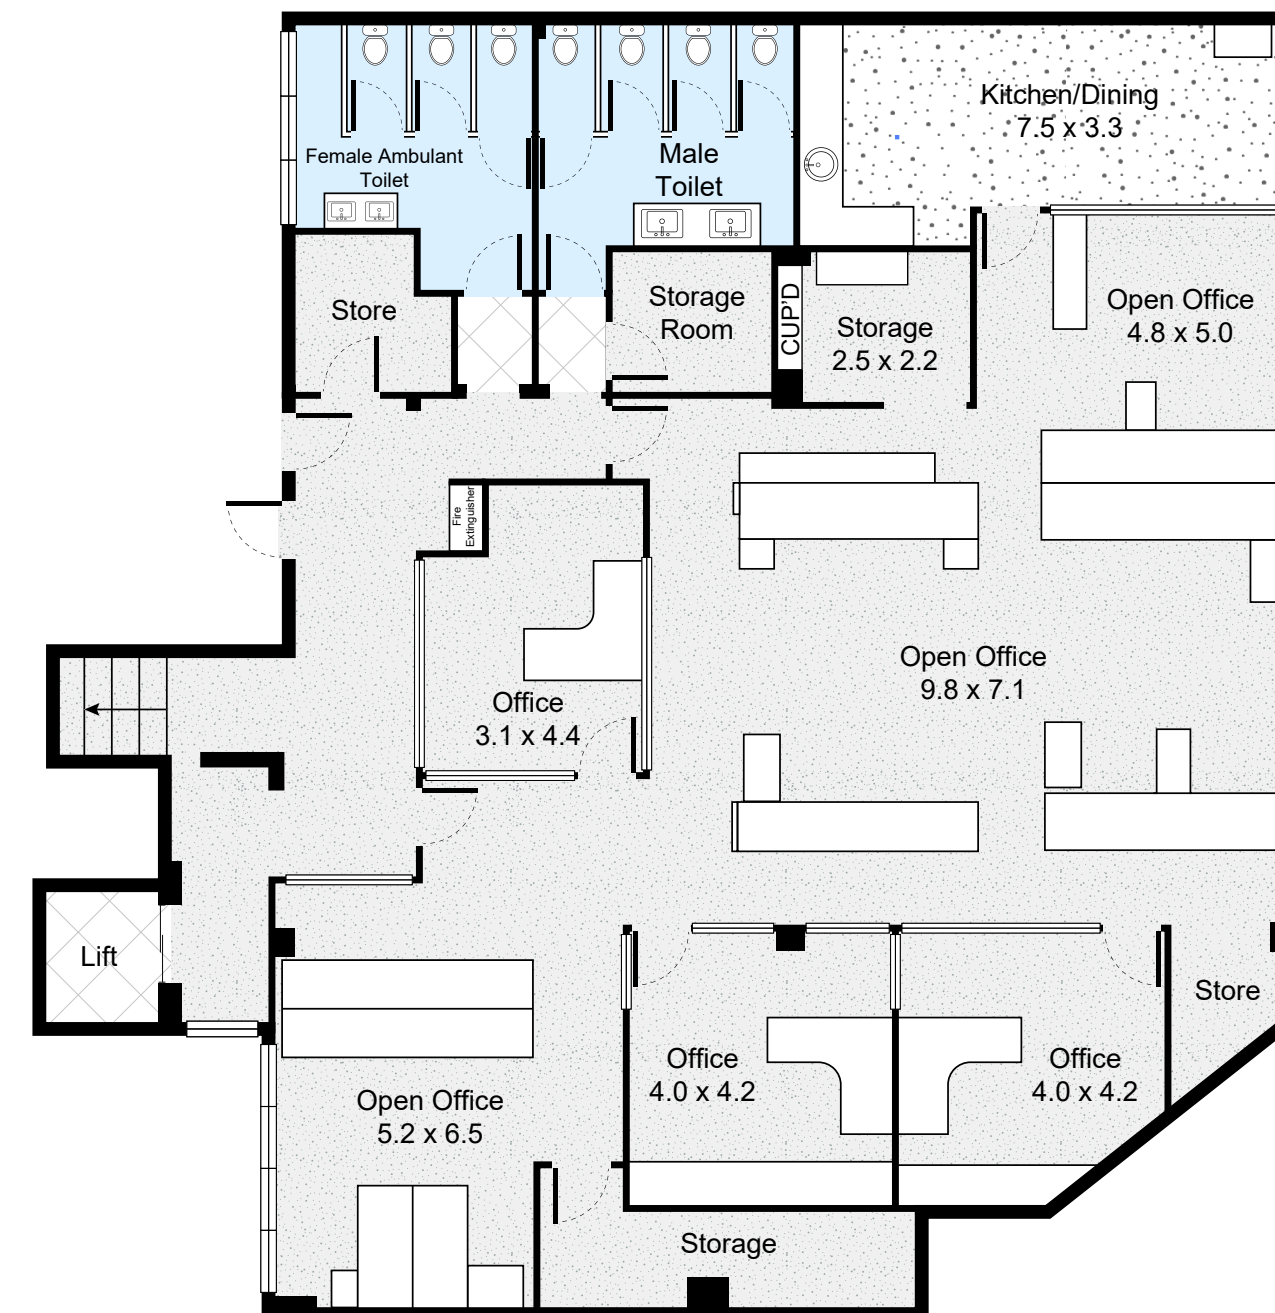 Kitchen/Dining
7.5 x 3.3
Female Ambulant
Toilet
Male
Toilet
Store
Storage
Room
CUP'D
Storage
2.5 x 2.2
Open Office
4.8 x 5.0
Fire
Extinguisher
Office
3.1 x 4.4
Open Office
9.8 x 7.1
Lift
Store
Office
4.0 x 4.2
Office
4.0 x 4.2
Open Office
5.2 x 6.5
Storage